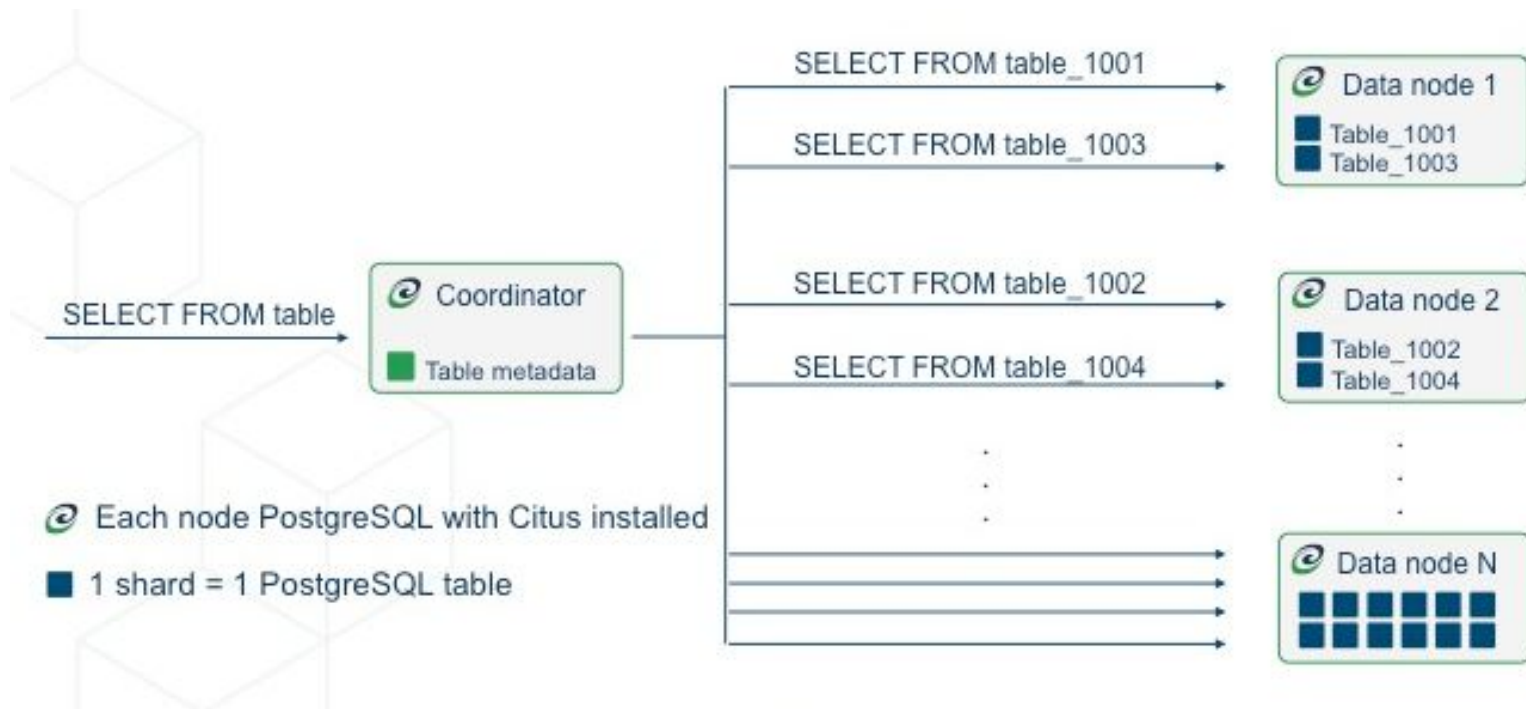 SELECT FROM table
Coordinator
Table metadata
SELECT FROM table_1001
SELECT FROM table_1003
SELECT FROM table_1002
SELECT FROM table_1004
.
.
.
Data node 1
Table_1001
Table_1003
Data node 2
Table_1002
Table_1004
.
.
.
Data node N
Each node PostgreSQL with Citus installed
1 shard = 1 PostgreSQL table